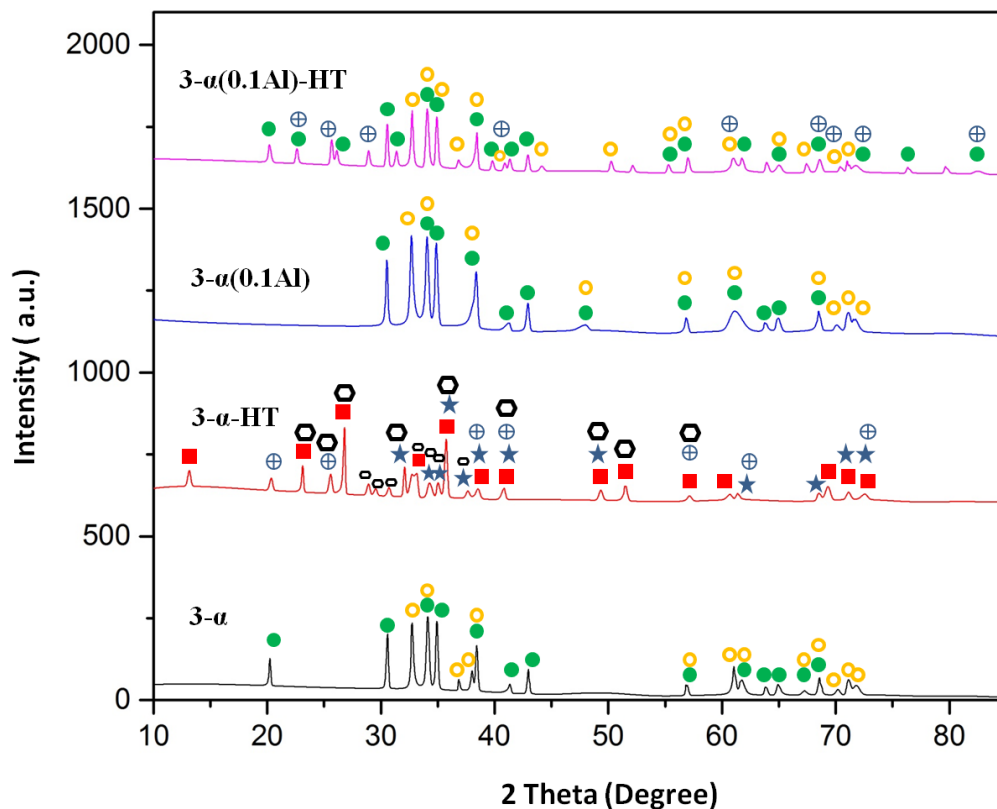 2000
3-α(0.1Al)-HT
1500
3-α(0.1Al)
1000
3-α-HT
500
3-α
0
10 20 30 40 50 60 70 80
Intensity ( a.u.)
2 Theta (Degree)